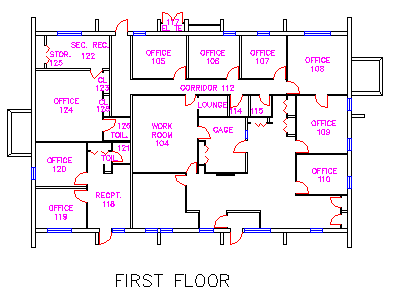 117
SEC. REC.
122
STOR.
125
OFFICE
105
OFFICE
106
OFFICE
107
OFFICE
108
CL.
123
CORRIDOR 112
OFFICE
124
LOUNGE
114
115
126
TOIL.
WORK
ROOM
104
CAGE
OFFICE
109
121
TOIL.
OFFICE
120
OFFICE
110
RECPT.
118
OFFICE
119
FIRST FLOOR